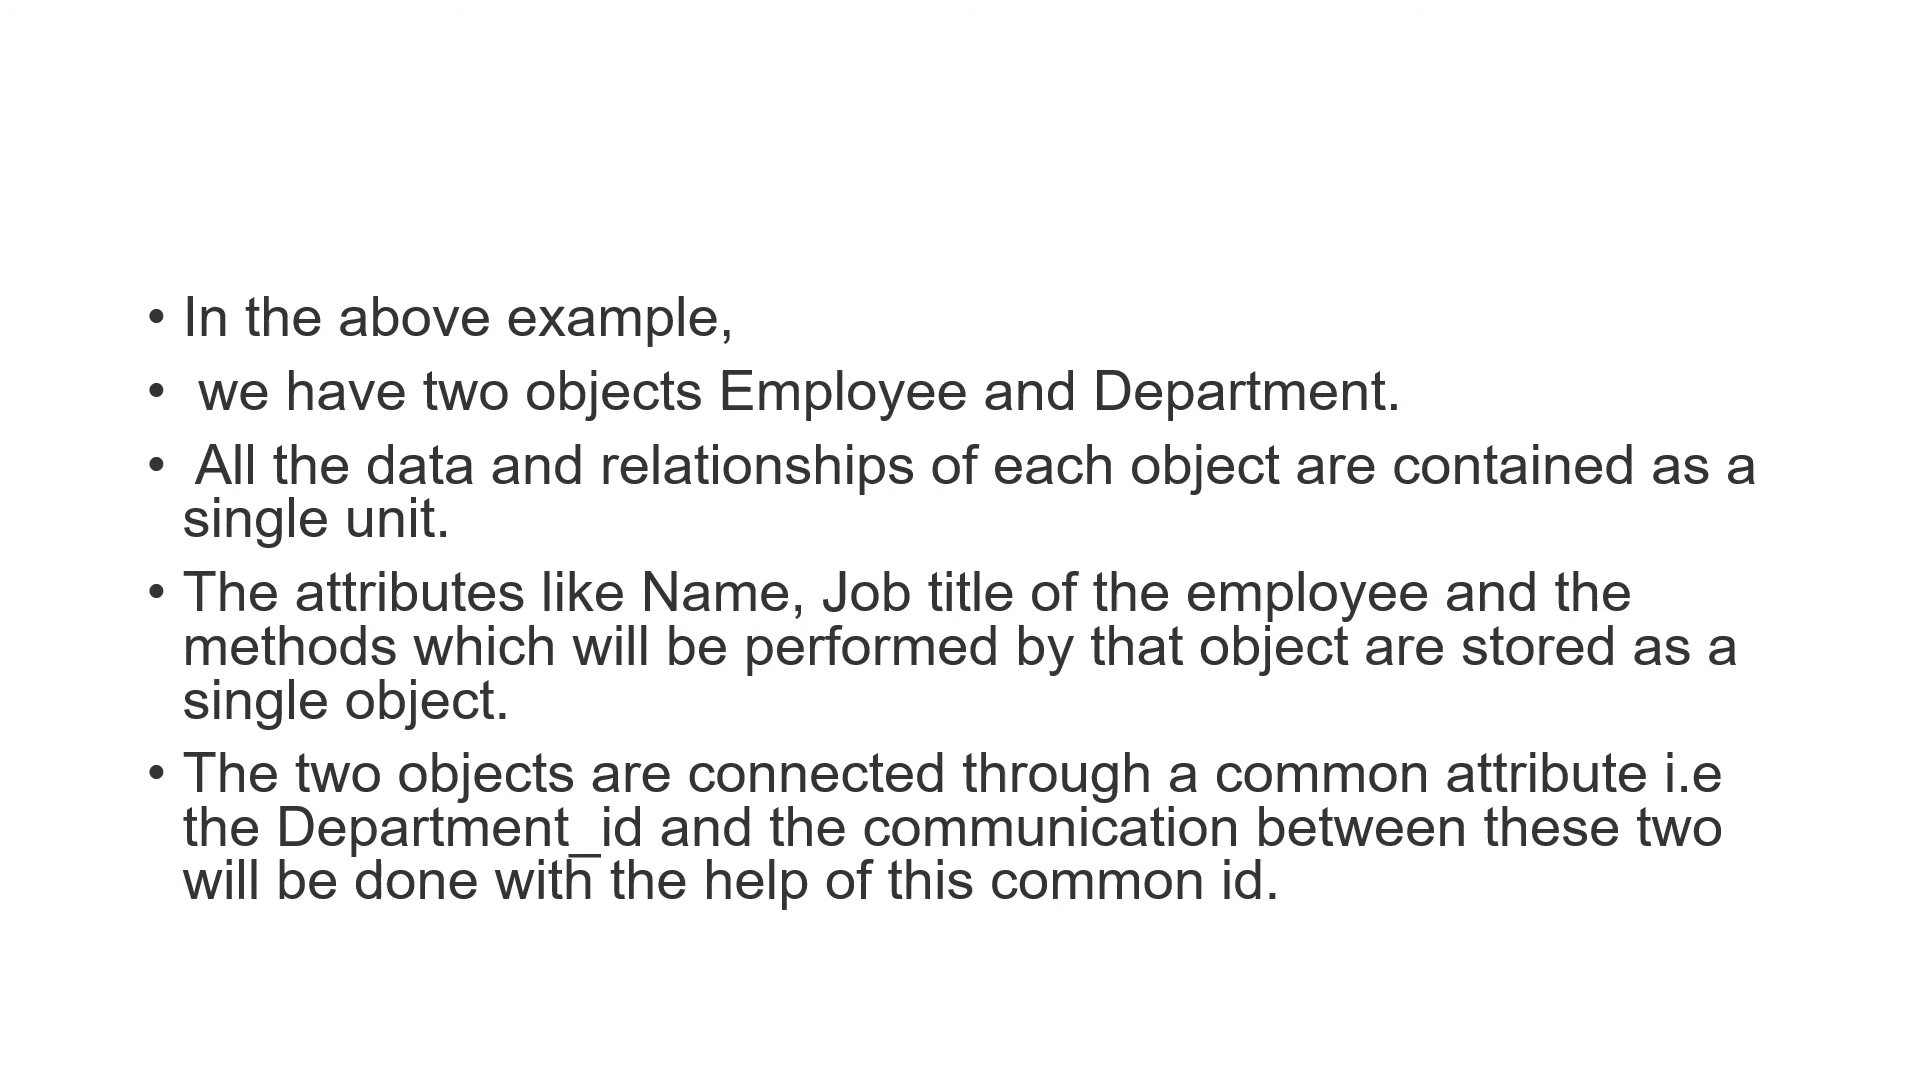 • In the above example,
• we have two objects Employee and Department.
• All the data and relationships of each object are contained as a
single unit.
• The attributes like Name, Job title of the employee and the
methods which will be performed by that object are stored as a
single object.
• The two objects are connected through a common attribute i.e
the Department_id and the communication between these two
will be done with the help of this common id.